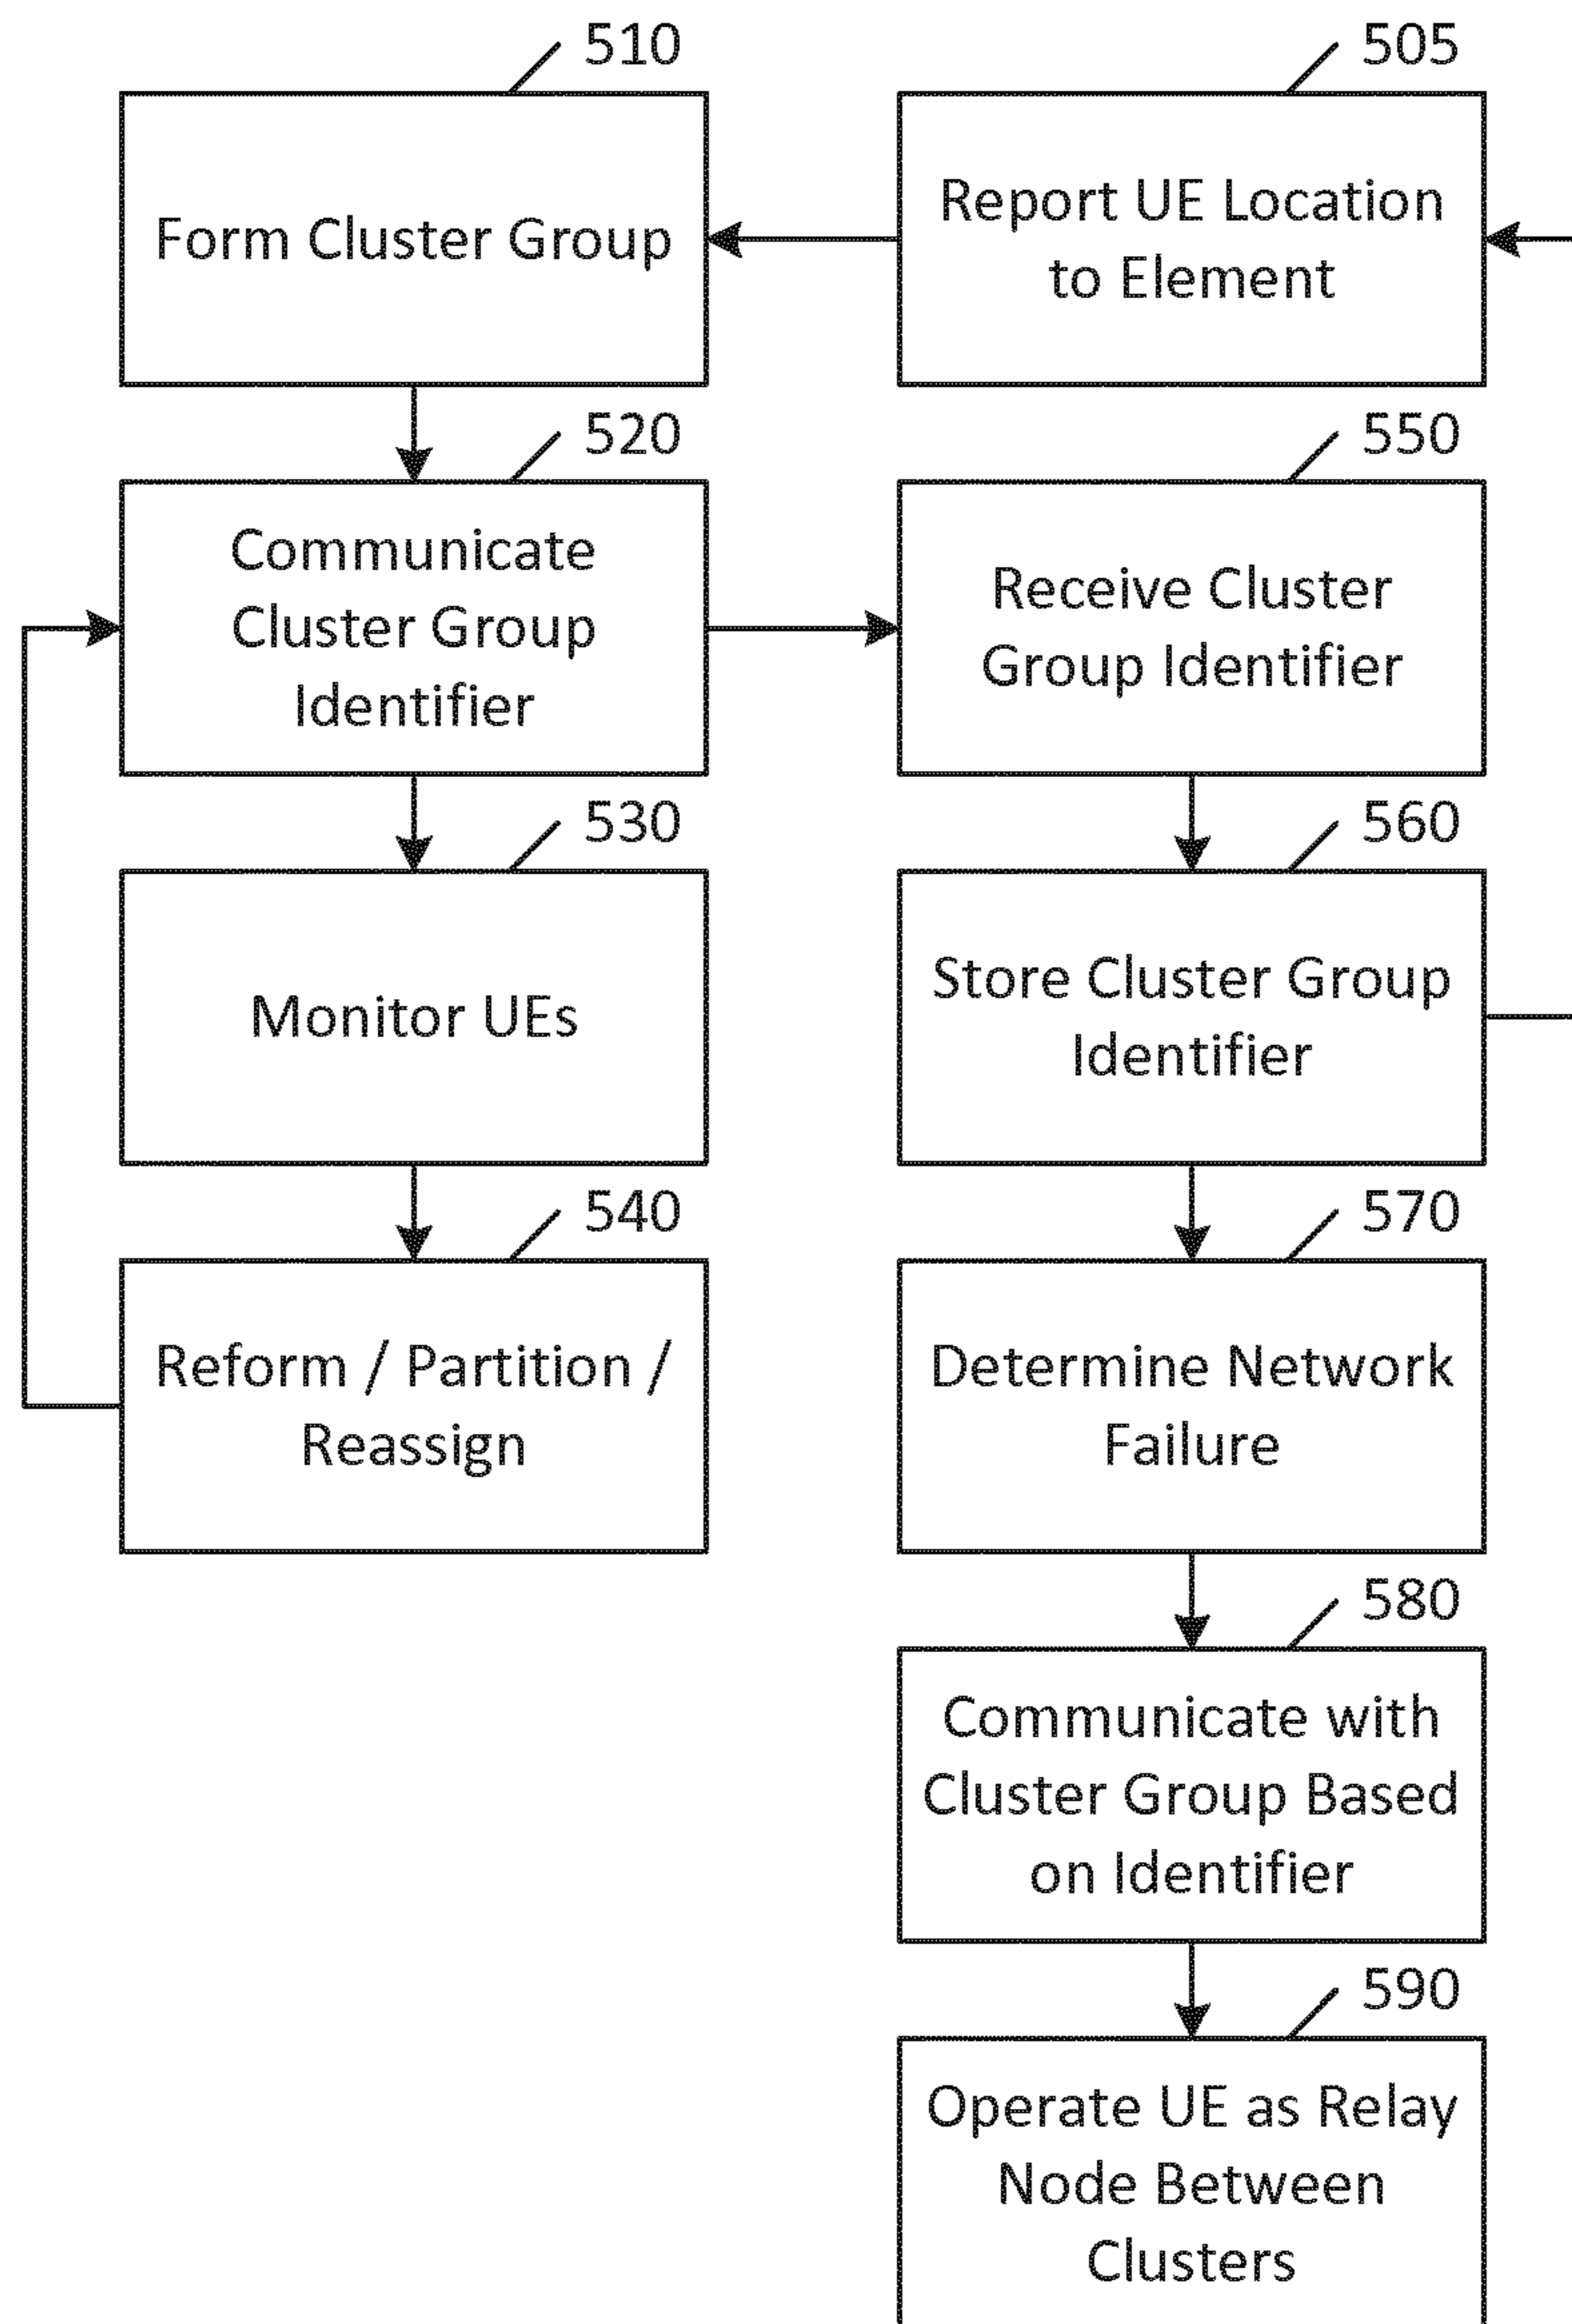 510
505
Form Cluster Group
Report UE Location
to Element
520
550
Communicate
Cluster Group
Identifier
Receive Cluster
Group Identifier
530
560
Monitor UEs
Store Cluster Group
Identifier
540
570
Reform / Partition /
Reassign
Determine Network
Failure
580
Communicate with
Cluster Group Based
on Identifier
590
Operate UE as Relay
Node Between
Clusters